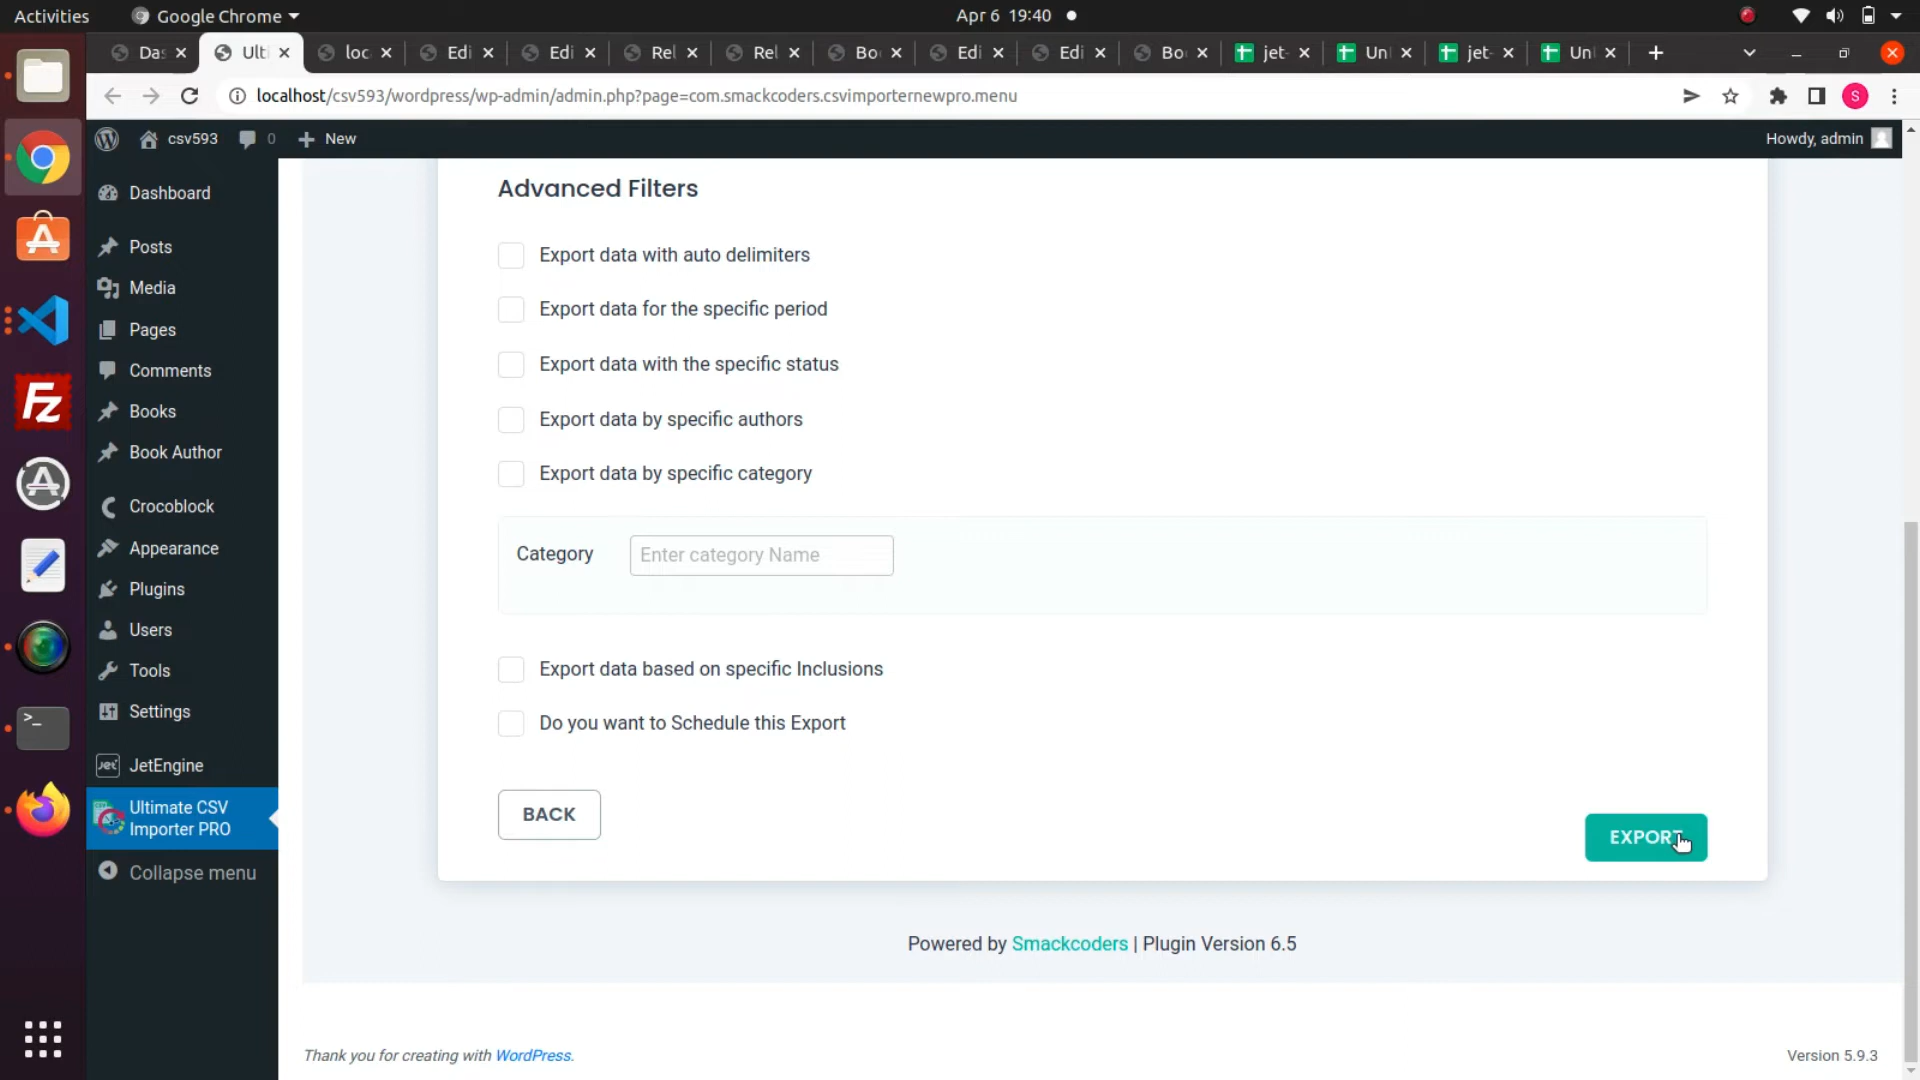 Activities
Google Chrome
Apr 6 19:40
Das
Ulti
loc
Edi
Edi
Rel
Rel
Bo
Edi
Edi
Bo
jet-
Un
jet-
Un
localhost/csv593/wordpress/wp-admin/admin.php?page=com.smackcoders.csvimporternewpro.menu
S
csv593
0
New
Howdy, admin
Dashboard
Posts
Media
Pages
Comments
Books
Book Author
Crocoblock
Appearance
Plugins
Users
Tools
Settings
JetEngine
Ultimate CSV
Importer PRO
Collapse menu
Advanced Filters
Export data with auto delimiters
Export data for the specific period
Export data with the specific status
Export data by specific authors
Export data by specific category
Category
Enter category Name
Export data based on specific Inclusions
Do you want to Schedule this Export
BACK
EXPORT
Powered by Smackcoders | Plugin Version 6.5
Thank you for creating with WordPress.
Version 5.9.3